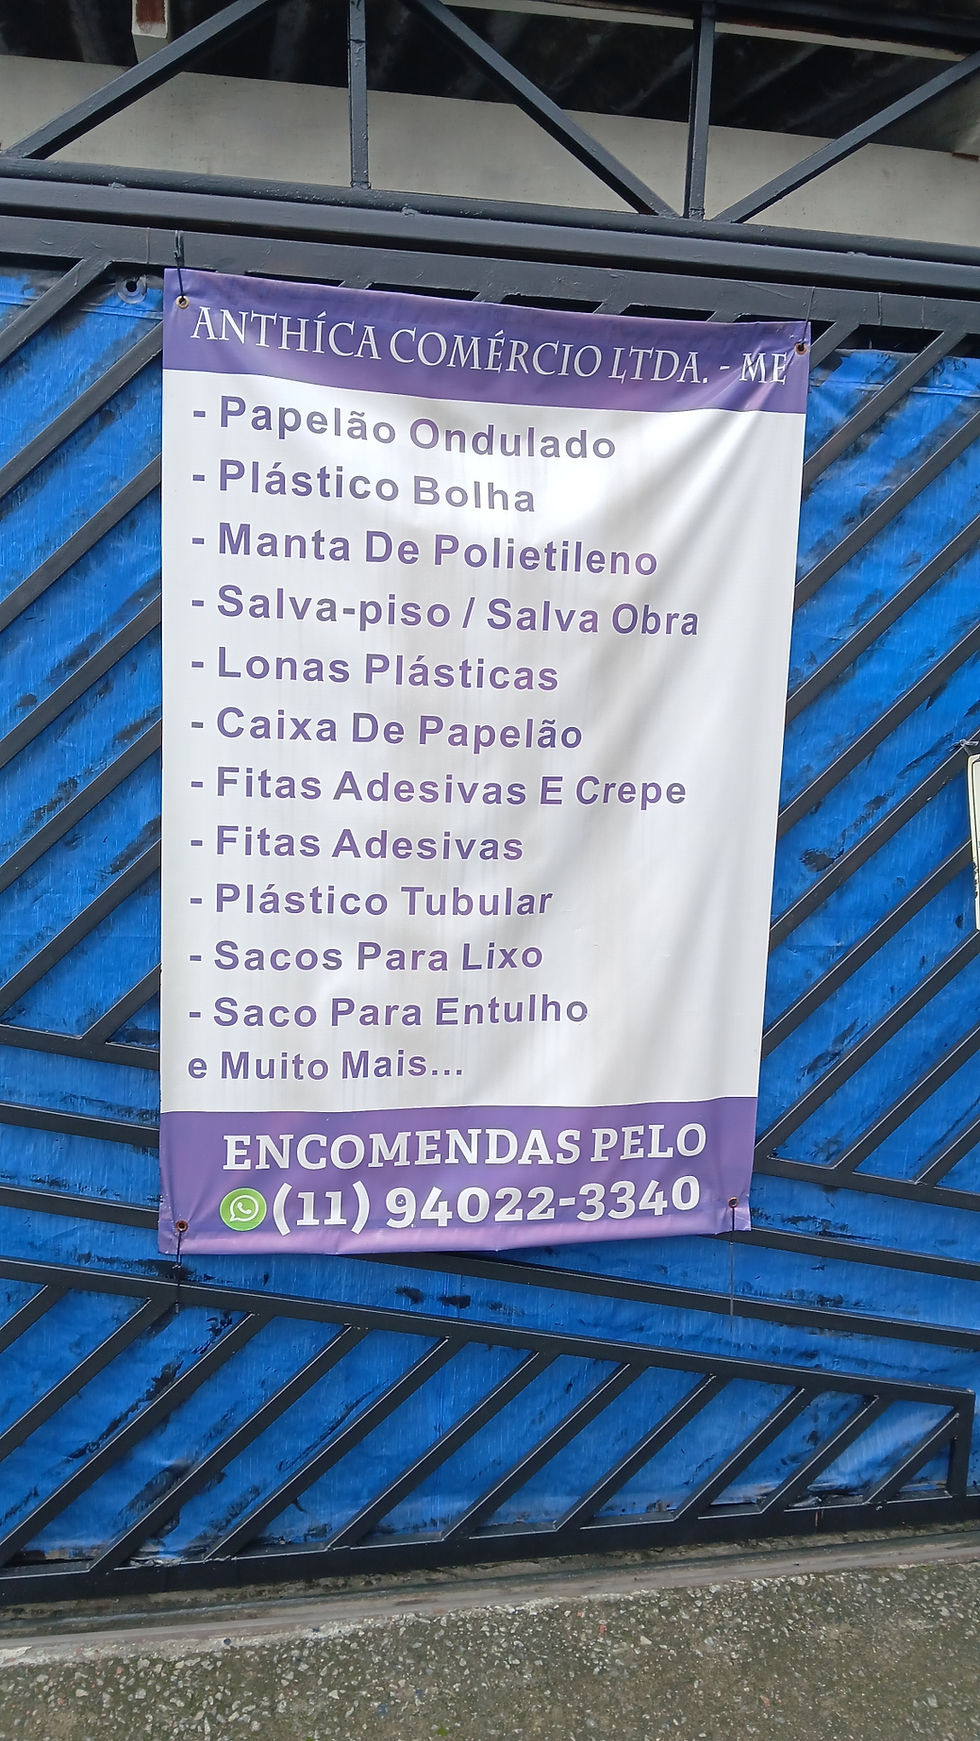 ANTHÍCA COMÉRCIO LTDA. - ME
- Papelão Ondulado
- Plástico Bolha
- Manta De Polietileno
- Salva-piso / Salva Obra
- Lonas Plásticas
- Caixa De Papelão
- Fitas Adesivas E Crepe
- Fitas Adesivas
- Plástico Tubular
- Sacos Para Lixo
- Saco Para Entulho
e Muito Mais...
ENCOMENDAS PELO
(11) 94022-3340